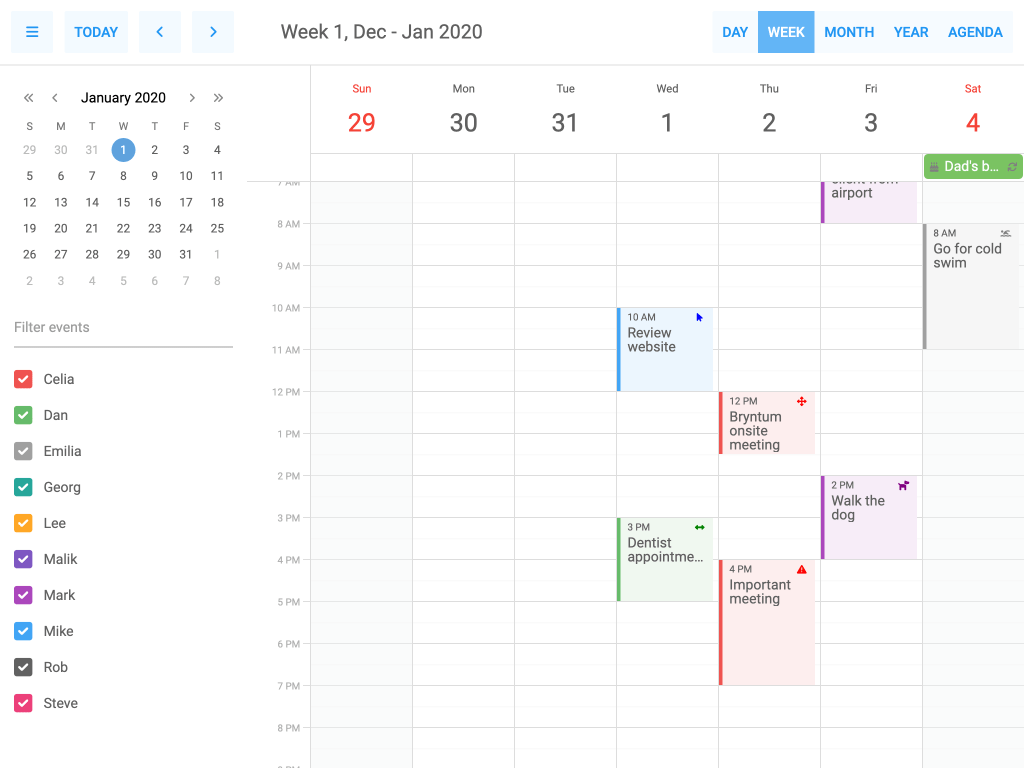 TODAY
Week 1, Dec - Jan 2020
DAY WEEK MONTH YEAR AGENDA
January 2020
S M T W T F S
29 30 31 1 2 3 4
5 6 7 8 9 10 11
12 13 14 15 16 17 18
19 20 21 22 23 24 25
26 27 28 29 30 31 1
2 3 4 5 6 7 8
Filter events
Celia
Dan
Emilia
Georg
Lee
Malik
Mark
Mike
Rob
Steve
Sun Mon Tue Wed Thu Fri Sat
29 30 31 1 2 3 4
Dad's b...
7 AM
8 AM
9 AM
10 AM
11 AM
12 PM
1 PM
2 PM
3 PM
4 PM
5 PM
6 PM
7 PM
8 PM
10 AM
Review
website
3 PM
Dentist
appointme...
12 PM
Bryntum
onsite
meeting
4 PM
Important
meeting
client from
airport
2 PM
Walk the
dog
8 AM
Go for cold
swim